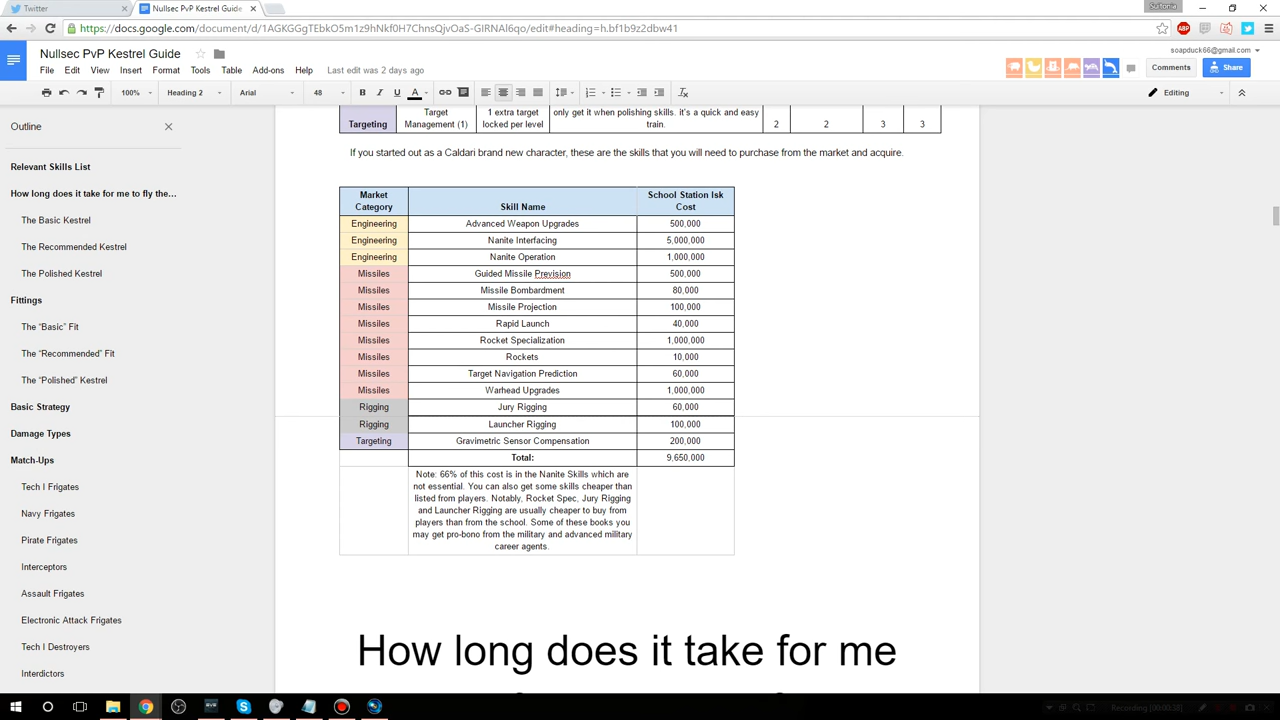 Twitter
Nullsec PvP Kestrel Guide
Sultonia
https://docs.google.com/document/d/1AGKGGgTEbkO5m1z9hNkf0H7ChnsQjvOaS-GIRNAl6qo/edit#heading=h.bf1b9z2dbw41
Nullsec PvP Kestrel Guide
soapduck66@gmail.com
File Edit View Insert Format Tools Table Add-ons Help Last edit was 2 days ago
Comments Share
100% Heading 2 Arial 48 B I U A Editing
Outline
Relevant Skills List
How long does it take for me to fly the...
The Basic Kestrel
The Recommended Kestrel
The Polished Kestrel
Fittings
The “Basic” Fit
The “Recommended” Fit
The “Polished” Kestrel
Basic Strategy
Damage Types
Match-Ups
Tech I Frigates
Navy Frigates
Pirate Frigates
Interceptors
Assault Frigates
Electronic Attack Frigates
Tech I Destroyers
Interdictors
Targeting
Target Management (1)
1 extra target locked per level
only get it when polishing skills. it's a quick and easy train.
2 2 3 3
If you started out as a Caldari brand new character, these are the skills that you will need to purchase from the market and acquire.
Market Category Skill Name School Station Isk Cost
Engineering Advanced Weapon Upgrades 500,000
Engineering Nanite Interfacing 5,000,000
Engineering Nanite Operation 1,000,000
Missiles Guided Missile Prevision 500,000
Missiles Missile Bombardment 80,000
Missiles Missile Projection 100,000
Missiles Rapid Launch 40,000
Missiles Rocket Specialization 1,000,000
Missiles Rockets 10,000
Missiles Target Navigation Prediction 60,000
Missiles Warhead Upgrades 1,000,000
Rigging Jury Rigging 60,000
Rigging Launcher Rigging 100,000
Targeting Gravimetric Sensor Compensation 200,000
Total: 9,650,000
Note: 66% of this cost is in the Nanite Skills which are
not essential. You can also get some skills cheaper than
listed from players. Notably, Rocket Spec, Jury Rigging
and Launcher Rigging are usually cheaper to buy from
players than from the school. Some of these books you
may get pro-bono from the military and advanced military
career agents.
How long does it take for me
Recording [00:00:38]